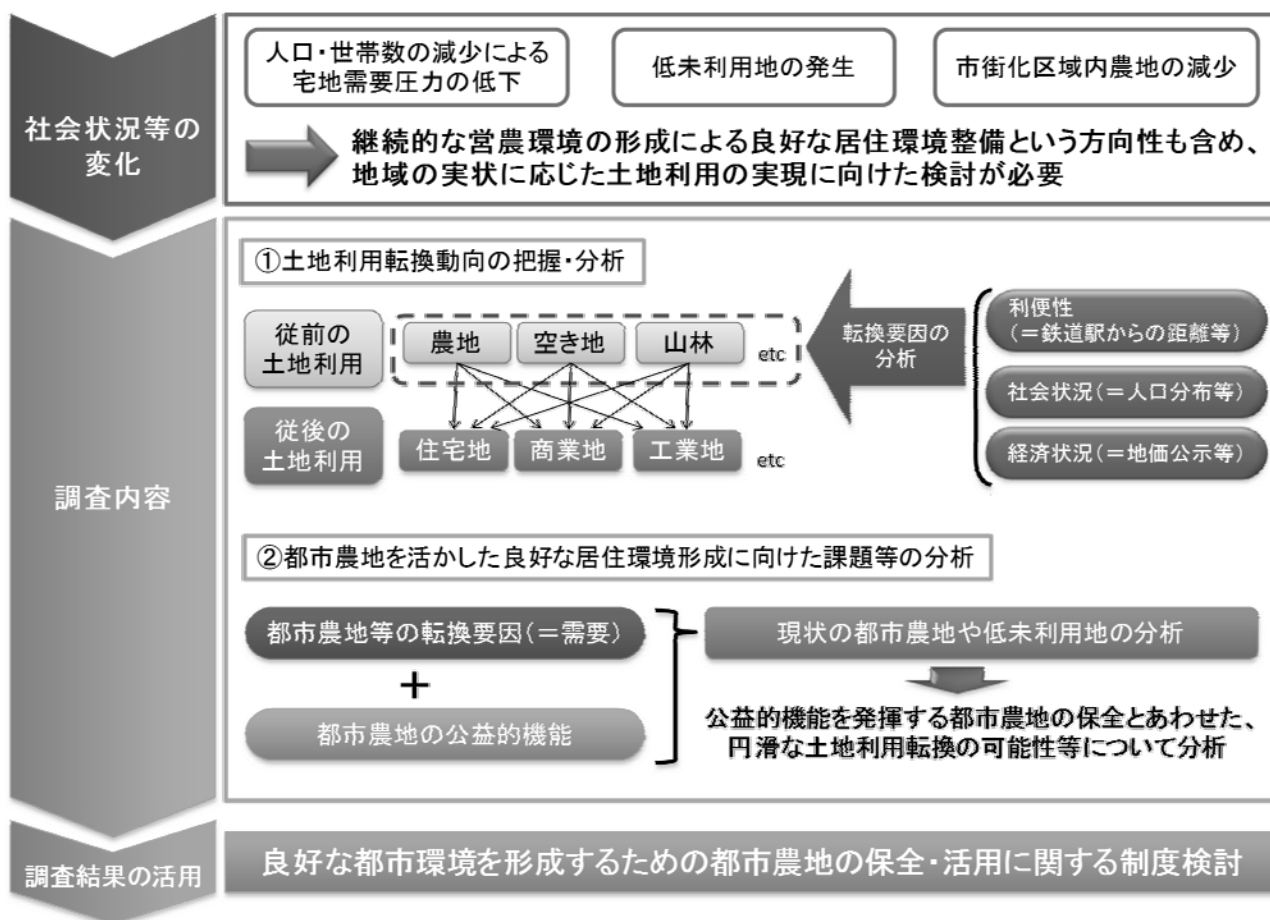 社会状況等の
変化
人口・世帯数の減少による
宅地需要圧力の低下
低未利用地の発生
市街化区域内農地の減少
継続的な営農環境の形成による良好な居住環境整備という方向性も含め、
地域の実状に応じた土地利用の実現に向けた検討が必要
調査内容
①土地利用転換動向の把握・分析
従前の
土地利用
農地
空き地
山林
etc
転換要因の
分析
利便性
(=鉄道駅からの距離等)
社会状況(=人口分布等)
経済状況(=地価公示等)
従後の
土地利用
住宅地
商業地
工業地
etc
②都市農地を活かした良好な居住環境形成に向けた課題等の分析
都市農地等の転換要因(=需要)
+
都市農地の公益的機能
現状の都市農地や低未利用地の分析
公益的機能を発揮する都市農地の保全とあわせた、
円滑な土地利用転換の可能性等について分析
調査結果の活用
良好な都市環境を形成するための都市農地の保全・活用に関する制度検討